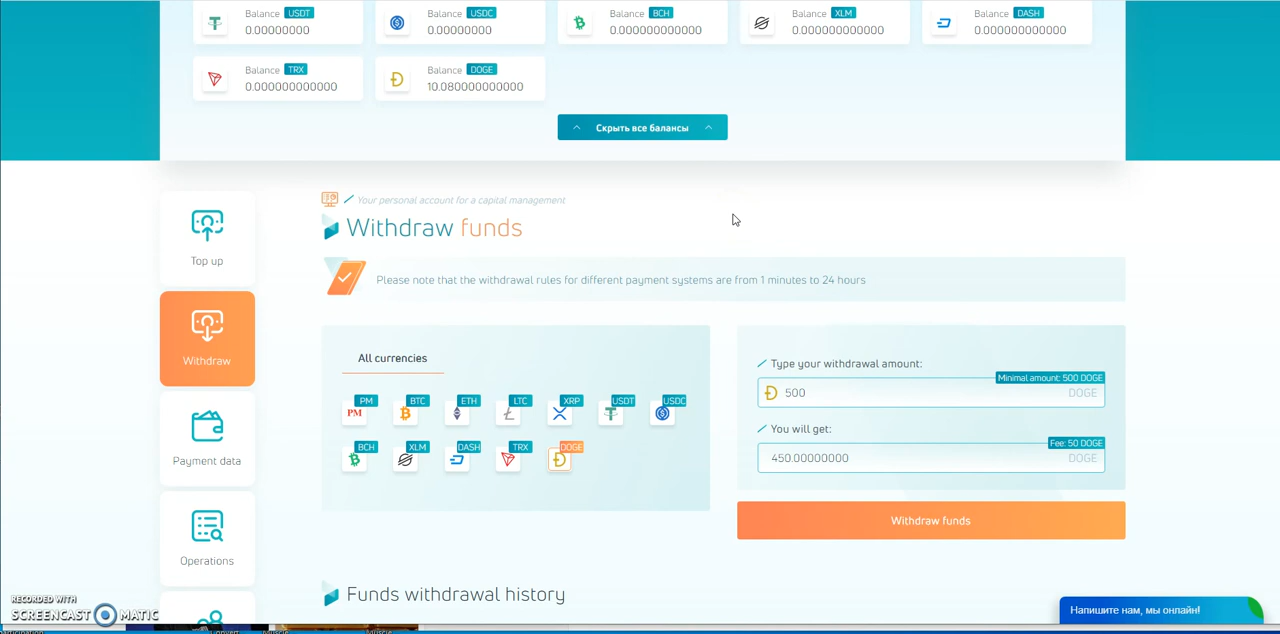 Balance USDT
0.00000000
Balance USDC
0.00000000
Balance BCH
0.000000000000
Balance XLM
0.000000000000
Balance DASH
0.000000000000
Balance TRX
0.000000000000
Balance DOGE
10.080000000000
Скрыть все балансы
Your personal account for a capital management
Withdraw funds
Please note that the withdrawal rules for different payment systems are from 1 minutes to 24 hours
Top up
Withdraw
Payment data
Operations
All currencies
PM BTC ETH LTC XRP USDT USDC
PM
BCH XLM DASH TRX DOGE
Type your withdrawal amount:
Minimal amount: 500 DOGE
500 DOGE
You will get:
Fee: 50 DOGE
450.00000000 DOGE
Withdraw funds
Funds withdrawal history
Напишите нам, мы онлайн!
RECORDED WITH
SCREENCAST MATIC